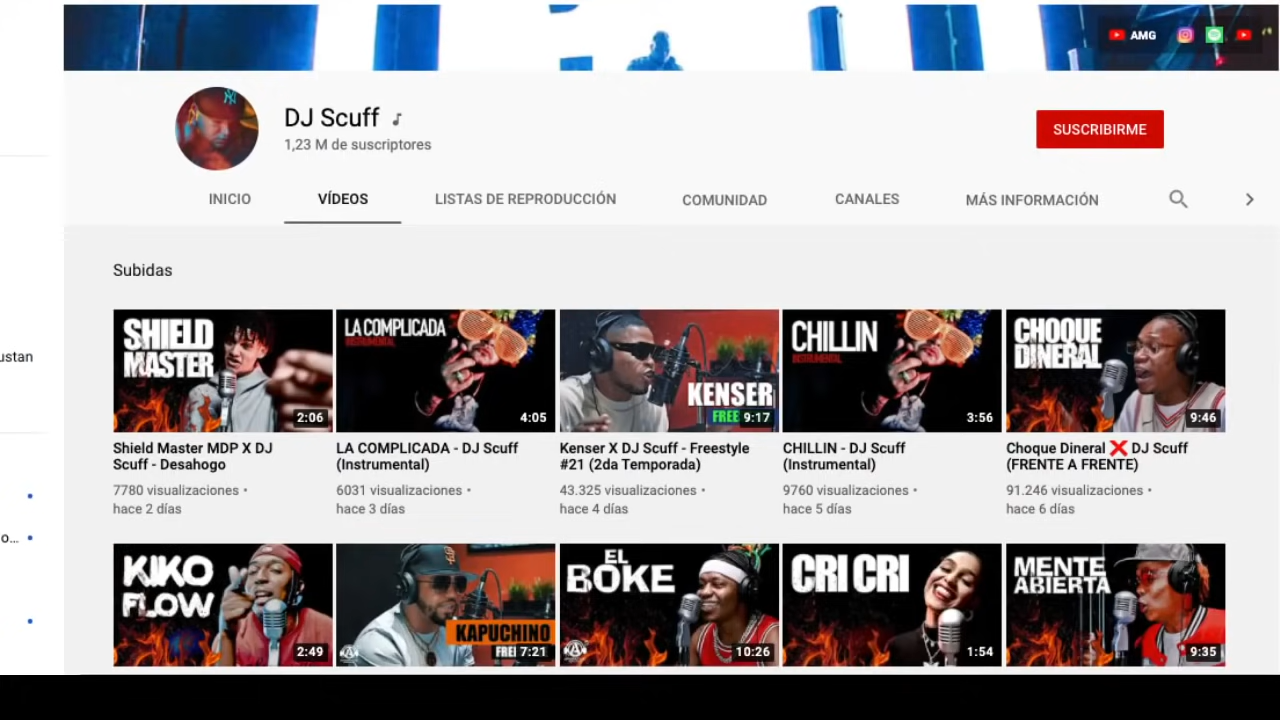 AMG
DJ Scuff
1,23 M de suscriptores
SUSCRIBIRME
INICIO
VÍDEOS
LISTAS DE REPRODUCCIÓN
COMUNIDAD
CANALES
MÁS INFORMACIÓN
Subidas
ustan
o...
SHIELD
MASTER
2:06
LA COMPLICADA
INSTRUMENTAL
4:05
KENSER
FREE
9:17
CHILLIN
INSTRUMENTAL
3:56
CHOQUE
DINERAL
9:46
Shield Master MDP X DJ
Scuff - Desahogo
7780 visualizaciones •
hace 2 días
LA COMPLICADA - DJ Scuff
(Instrumental)
6031 visualizaciones •
hace 3 días
Kenser X DJ Scuff - Freestyle
#21 (2da Temporada)
43.325 visualizaciones •
hace 4 días
CHILLIN - DJ Scuff
(Instrumental)
9760 visualizaciones •
hace 5 días
Choque Dineral ❌ DJ Scuff
(FRENTE A FRENTE)
91.246 visualizaciones •
hace 6 días
KIKO
FLOW
2:49
KAPUCHINO
FREE
7:21
EL
BOKE
10:26
CRI CRI
1:54
MENTE
ABIERTA
9:35